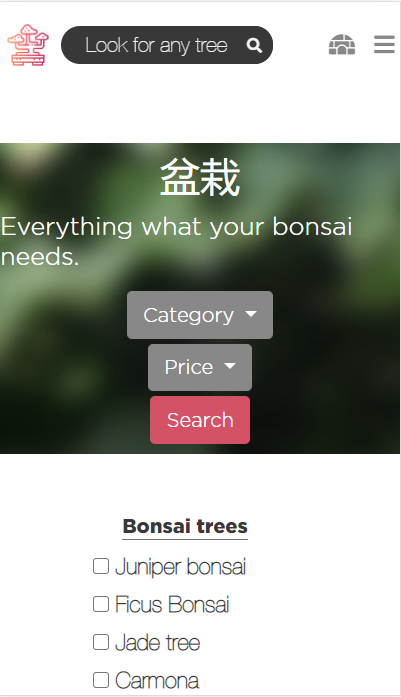 Look for any tree
盆栽
Everything what your bonsai
needs.
Category
Price
Search
Bonsai trees
Juniper bonsai
Ficus Bonsai
Jade tree
Carmona